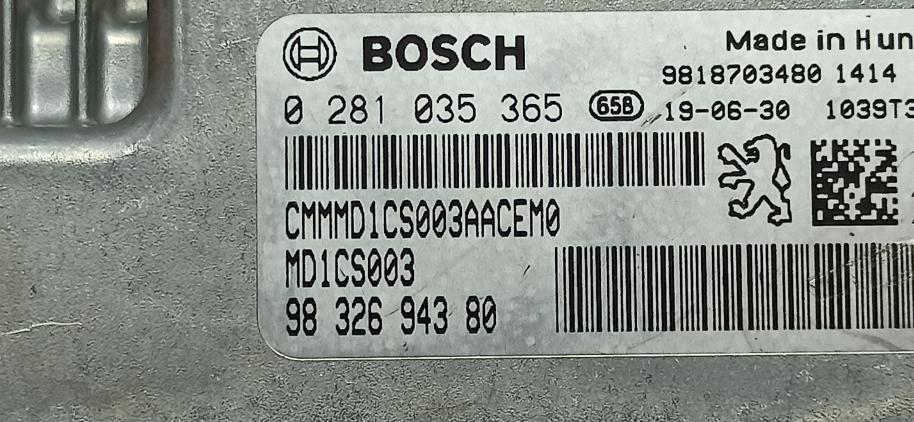 BOSCH
Made in Hun
9818703480 1414
0 281 035 365 65B 19-06-30 1039T3
CMMMD1CS003AACEM0
MD1CS003
98 326 943 80